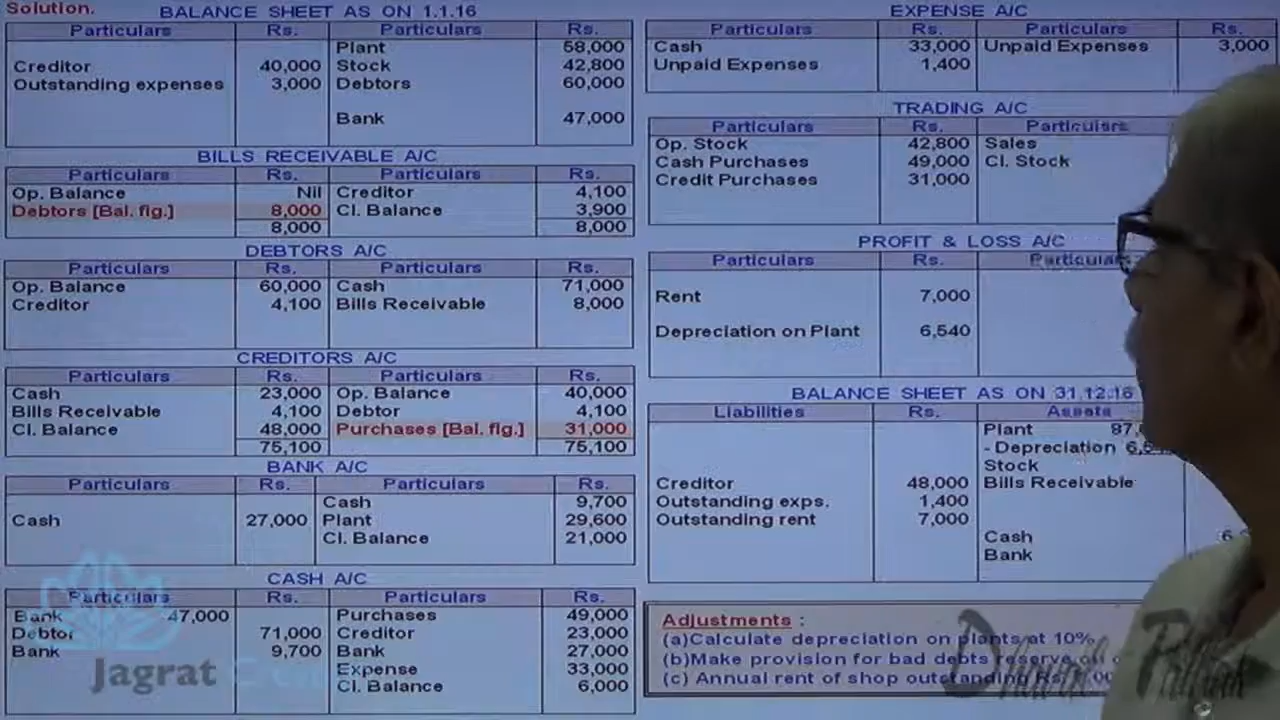 Solution.
BALANCE SHEET AS ON 1.1.16
Particulars Rs. Particulars Rs.
Plant 58,000
Creditor 40,000 Stock 42,800
Outstanding expenses 3,000 Debtors 60,000
Bank 47,000
BILLS RECEIVABLE A/C
Particulars Rs. Particulars Rs.
Op. Balance Nil Creditor 4,100
Debtors [Bal. fig.] 8,000 Cl. Balance 3,900
8,000 8,000
DEBTORS A/C
Particulars Rs. Particulars Rs.
Op. Balance 60,000 Cash 71,000
Creditor 4,100 Bills Receivable 8,000
CREDITORS A/C
Particulars Rs. Particulars Rs.
Cash 23,000 Op. Balance 40,000
Bills Receivable 4,100 Debtor 4,100
Cl. Balance 48,000 Purchases [Bal. fig.] 31,000
75,100 75,100
BANK A/C
Particulars Rs. Particulars Rs.
Cash 9,700
Cash 27,000 Plant 29,600
Cl. Balance 21,000
CASH A/C
Particulars Rs. Particulars Rs.
Bank 47,000 Purchases 49,000
Debtor 71,000 Creditor 23,000
Bank 9,700 Bank 27,000
Expense 33,000
Cl. Balance 6,000
EXPENSE A/C
Particulars Rs. Particulars Rs.
Cash 33,000 Unpaid Expenses 3,000
Unpaid Expenses 1,400
TRADING A/C
Particulars Rs. Particulars
Op. Stock 42,800 Sales
Cash Purchases 49,000 Cl. Stock
Credit Purchases 31,000
PROFIT & LOSS A/C
Particulars Rs. Particulars
Rent 7,000
Depreciation on Plant 6,540
BALANCE SHEET AS ON 31.12.16
Liabilities Rs. Assets
Plant
- Depreciation
Stock
Creditor 48,000 Bills Receivable
Outstanding exps. 1,400
Outstanding rent 7,000
Cash
Bank
Adjustments :
(a)Calculate depreciation on plants at 10%
(b)Make provision for bad debts reserve on
(c) Annual rent of shop outstanding Rs.
Jagrat